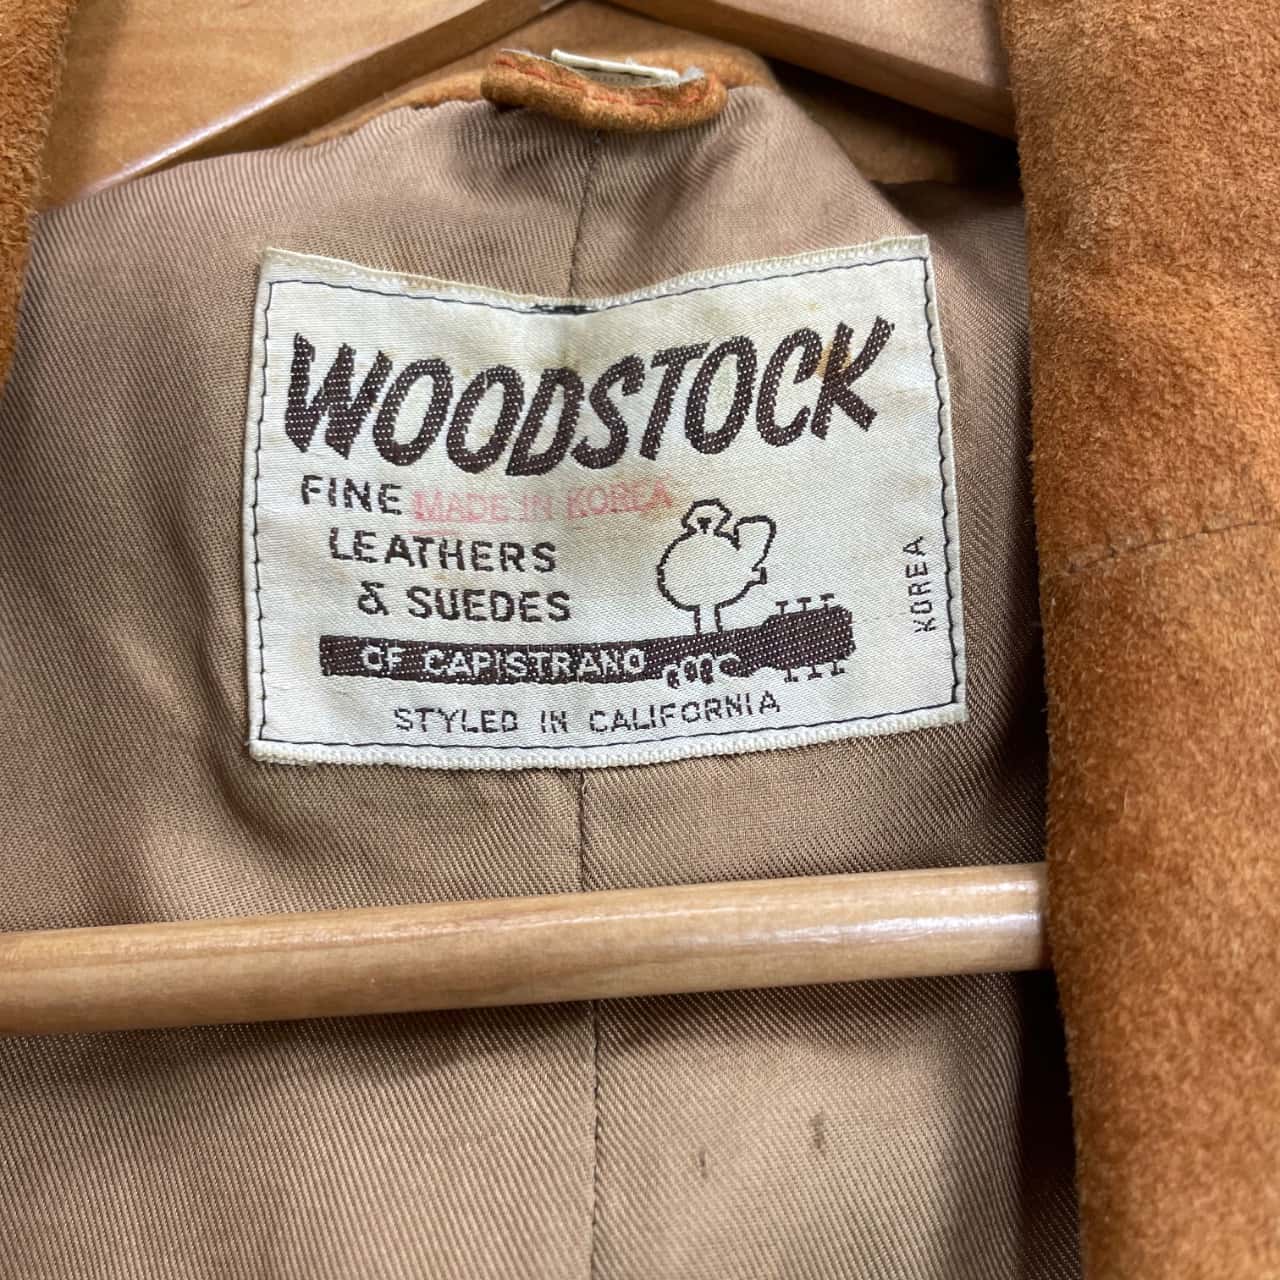 WOODSTOCK
FINE MADE IN KOREA
LEATHERS
& SUEDES
OF CAPISTRANO
STYLED IN CALIFORNIA
KOREA